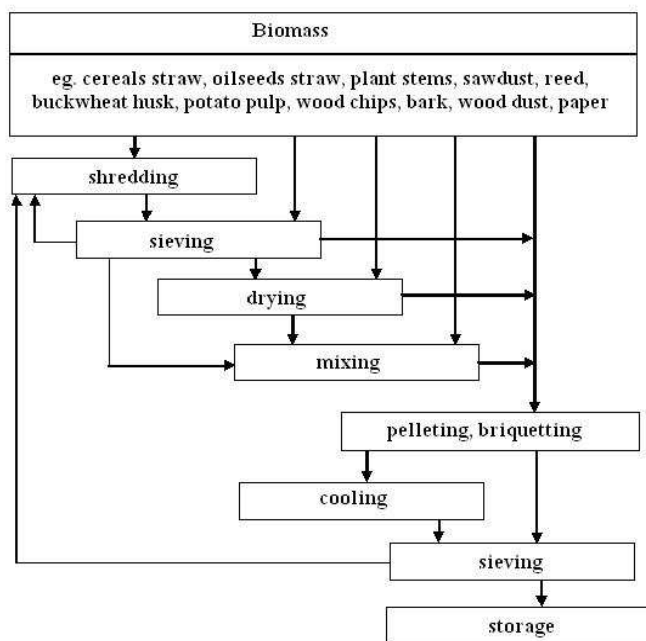 Biomass
eg. cereals straw, oilseeds straw, plant stems, sawdust, reed,
buckwheat husk, potato pulp, wood chips, bark, wood dust, paper
shredding
sieving
drying
mixing
pelleting, briquetting
cooling
sieving
storage